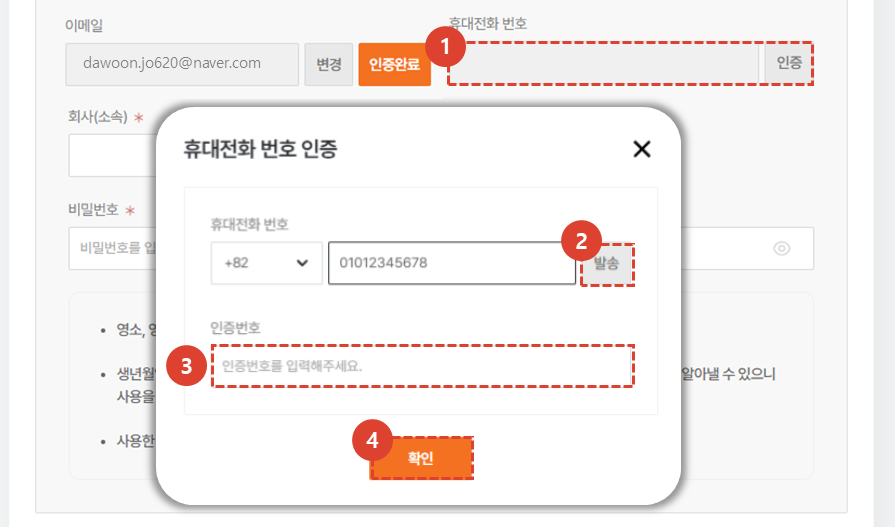 이메일
휴대전화 번호
dawoon.jo620@naver.com
변경
인증완료
1
인증
회사(소속) *
휴대전화 번호 인증
비밀번호 *
비밀번호를 입
휴대전화 번호
+82
01012345678
2
발송
인증번호
3
인증번호를 입력해주세요.
• 영소, 영
• 생년월
알아낼 수 있으니
사용을
• 사용한
4
확인